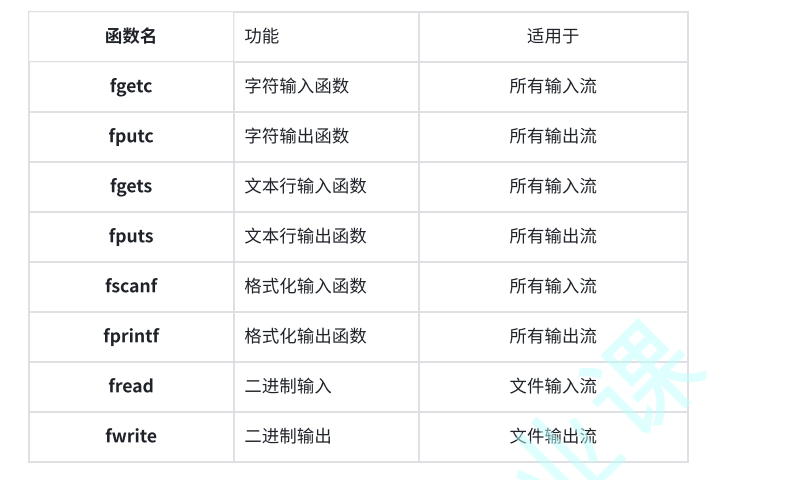 函数名 功能 适用于
fgetc 字符输入函数 所有输入流
fputc 字符输出函数 所有输出流
fgets 文本行输入函数 所有输入流
fputs 文本行输出函数 所有输出流
fscanf 格式化输入函数 所有输入流
fprintf 格式化输出函数 所有输出流
fread 二进制输入 文件输入流
fwrite 二进制输出 文件输出流
业课